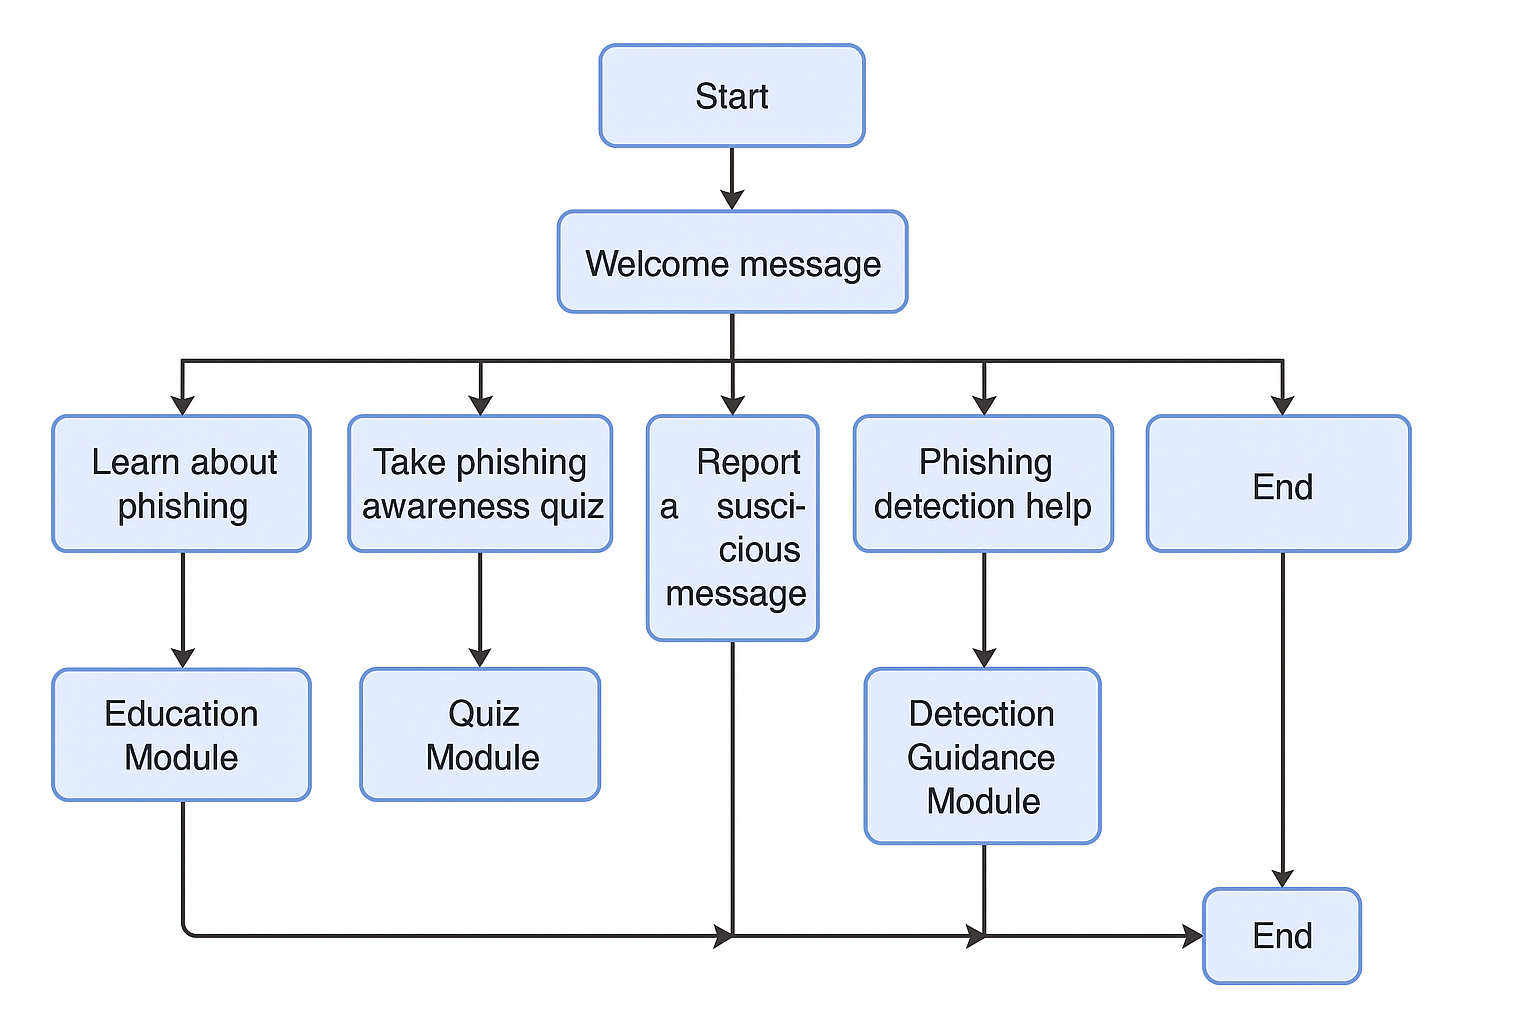 Start
Welcome message
Learn about
phishing
Take phishing
awareness quiz
Report
a susci-
cious
message
Phishing
detection help
End
Education
Module
Quiz
Module
Detection
Guidance
Module
End